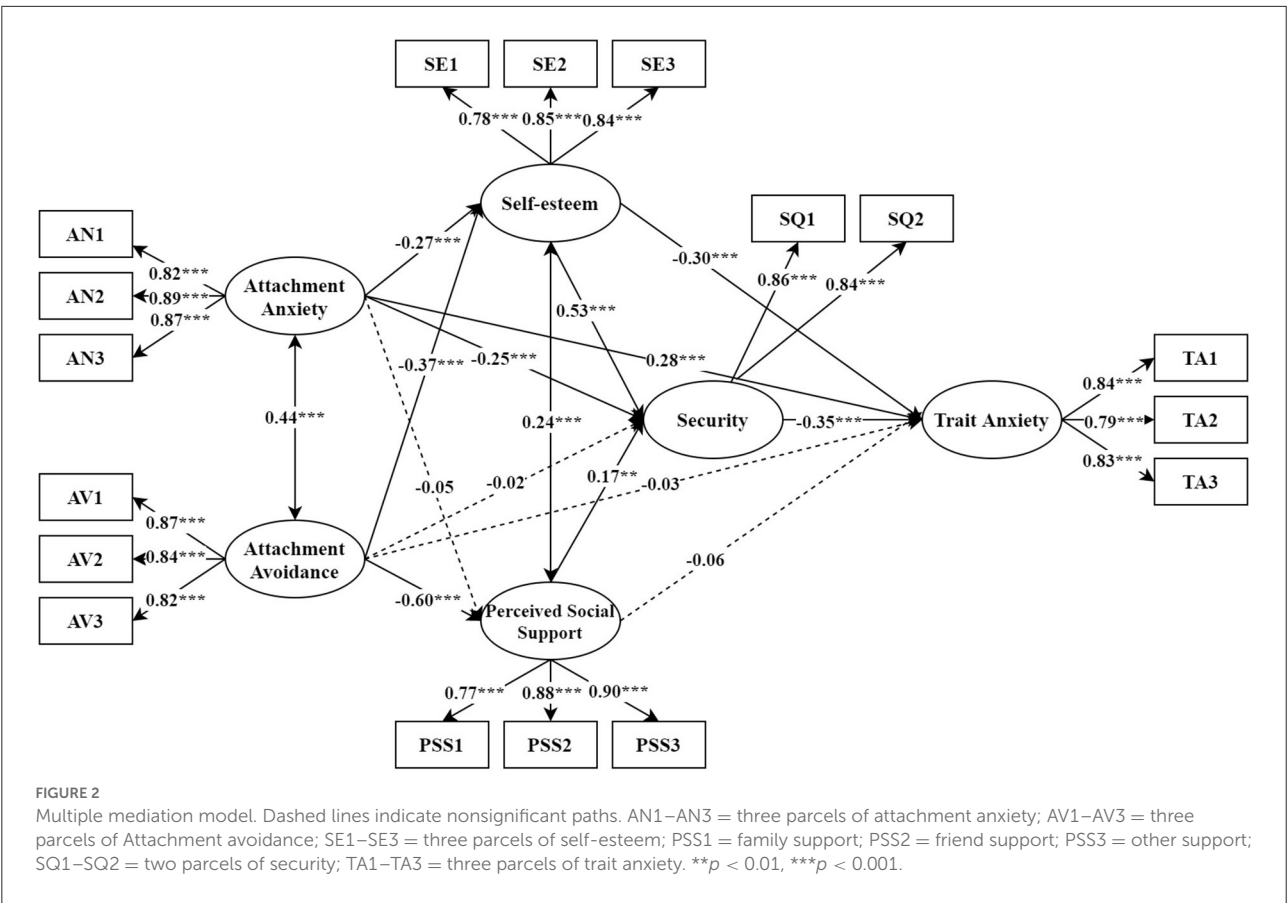 SE1 SE2 SE3
0.78*** 0.85*** 0.84***
Self-esteem
SQ1 SQ2
AN1
AN2
AN3
0.82***
0.89***
0.87***
Attachment
Anxiety
-0.27***
-0.30***
0.86***
0.84***
0.53***
-0.25***
0.28***
-0.37***
0.44***
0.24***
Security
-0.35***
Trait Anxiety
0.84***
0.79***
0.83***
TA1
TA2
TA3
0.17**
-0.02
-0.03
-0.05
-0.06
AV1
AV2
AV3
0.87***
0.84***
0.82***
Attachment
Avoidance
-0.60***
Perceived Social
Support
0.77*** 0.88*** 0.90***
PSS1 PSS2 PSS3
FIGURE 2
Multiple mediation model. Dashed lines indicate nonsignificant paths. AN1–AN3 = three parcels of attachment anxiety; AV1–AV3 = three
parcels of Attachment avoidance; SE1–SE3 = three parcels of self-esteem; PSS1 = family support; PSS2 = friend support; PSS3 = other support;
SQ1–SQ2 = two parcels of security; TA1–TA3 = three parcels of trait anxiety. **p < 0.01, ***p < 0.001.